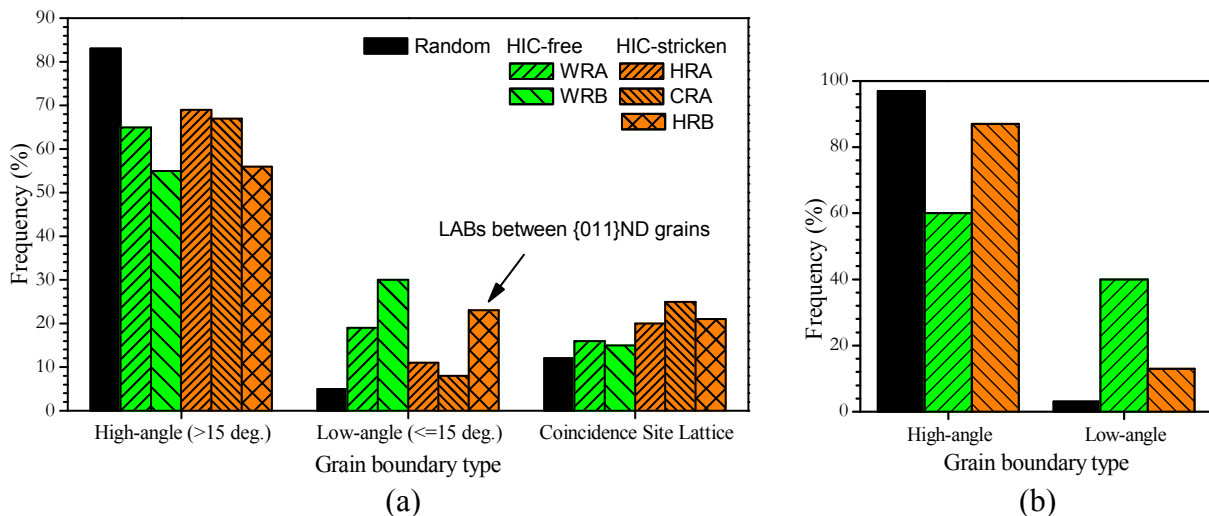 90
80
70
60
50
40
30
20
10
0
Frequency (%)
Random HIC-free HIC-stricken
WRA HRA
WRB CRA
HRB
LABs between {011}ND grains
High-angle (>15 deg.) Low-angle (<=15 deg.) Coincidence Site Lattice
Grain boundary type
(a)
100
80
60
40
20
0
Frequency (%)
High-angle Low-angle
Grain boundary type
(b)